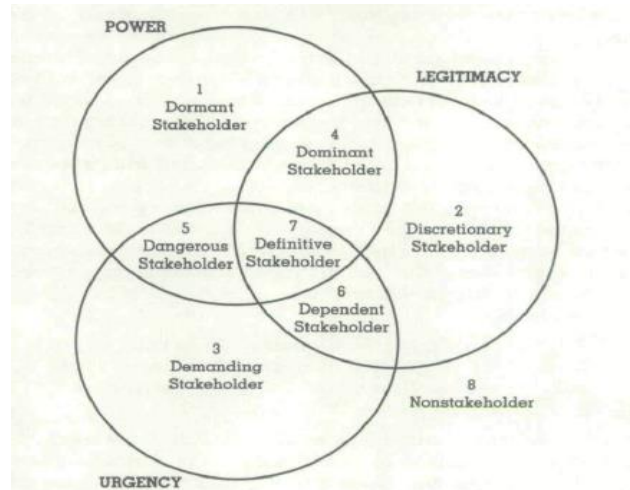 POWER
LEGITIMACY
1
Dormant
Stakeholder
4
Dominant
Stakeholder
2
Discretionary
Stakeholder
5
Dangerous
Stakeholder
7
Definitive
Stakeholder
6
Dependent
Stakeholder
3
Demanding
Stakeholder
8
Nonstakeholder
URGENCY